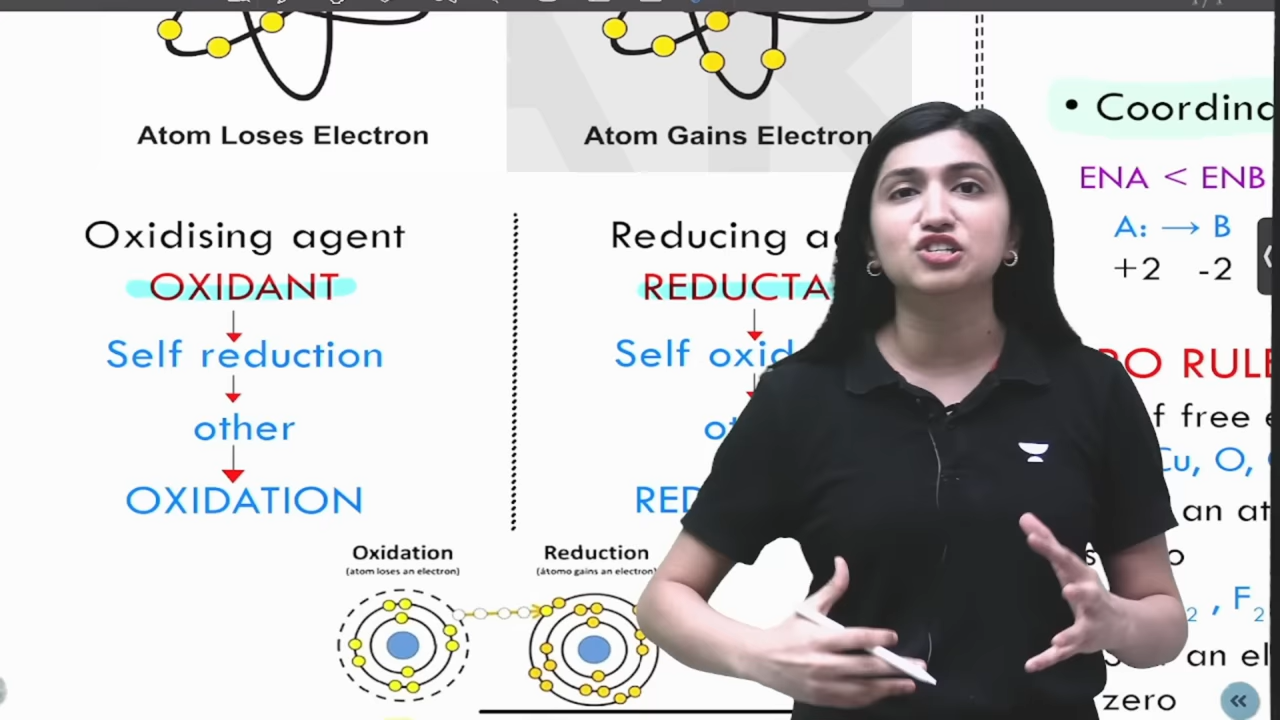 Atom Loses Electron
Atom Gains Electron
Oxidising agent
OXIDANT
Self reduction
other
OXIDATION
Reducing
REDUCTA
Self oxid
RED
Oxidation
(atom loses an electron)
Reduction
(átomo gains an electron)
• Coordina
ENA < ENB
A: → B
+2 -2
RULE
f free e
Cu, O,
an at
2 , F2
an el
zero